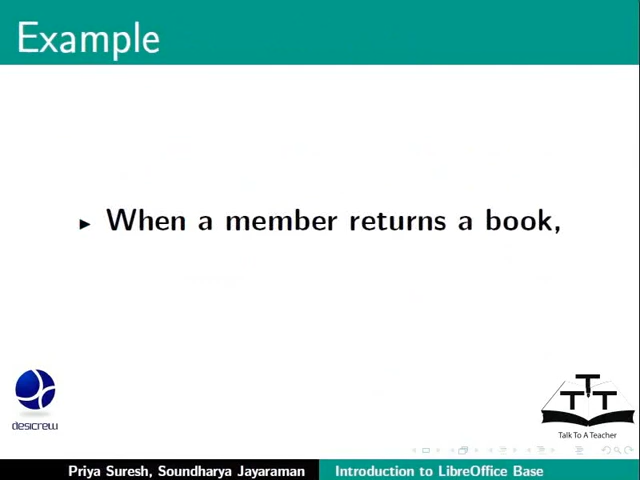 Example
▶ When a member returns a book,
desicrew
T T T
Talk To A Teacher
Priya Suresh, Soundharya Jayaraman
Introduction to LibreOffice Base